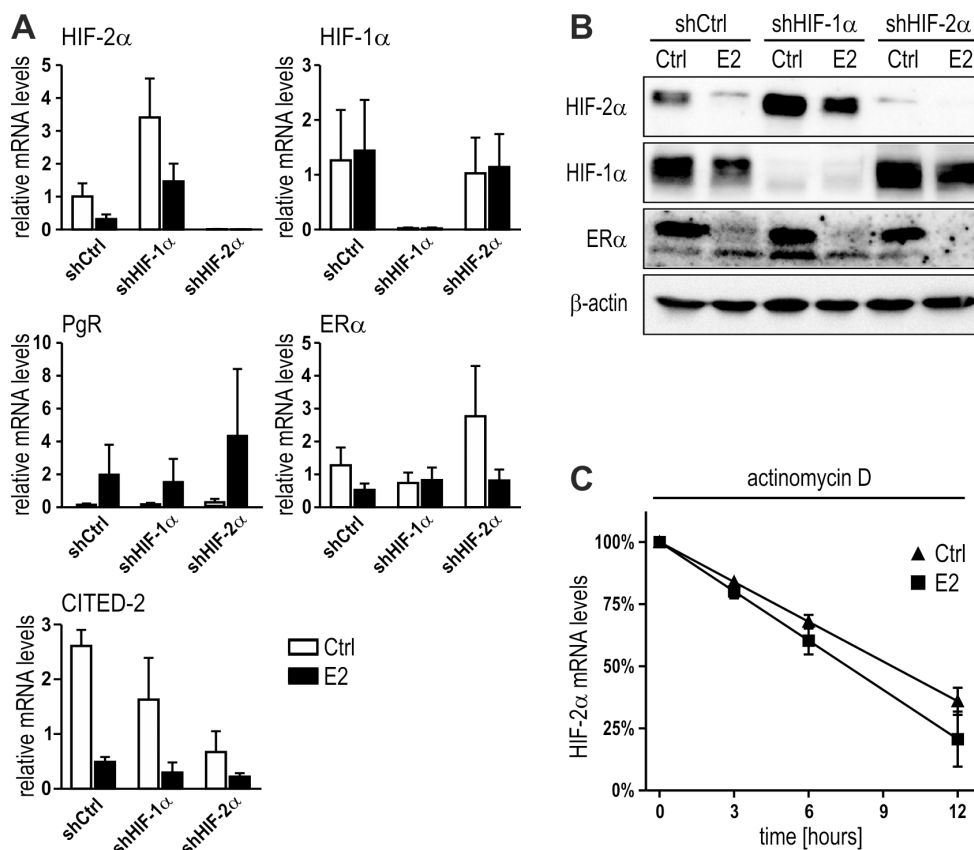 A
HIF-2α
relative mRNA levels
6
5
4
3
2
1
0
shCtrl
shHIF-1α
shHIF-2α
HIF-1α
relative mRNA levels
3
2
1
0
shCtrl
shHIF-1α
shHIF-2α
PgR
relative mRNA levels
10
8
6
4
2
0
shCtrl
shHIF-1α
shHIF-2α
ERα
relative mRNA levels
5
4
3
2
1
0
shCtrl
shHIF-1α
shHIF-2α
CITED-2
relative mRNA levels
3
2
1
0
shCtrl
shHIF-1α
shHIF-2α
Ctrl
E2
B
shCtrl shHIF-1α shHIF-2α
Ctrl E2 Ctrl E2 Ctrl E2
HIF-2α
HIF-1α
ERα
β-actin
C
actinomycin D
HIF-2α mRNA levels
100%
75%
50%
25%
0%
Ctrl
E2
0 3 6 9 12
time [hours]